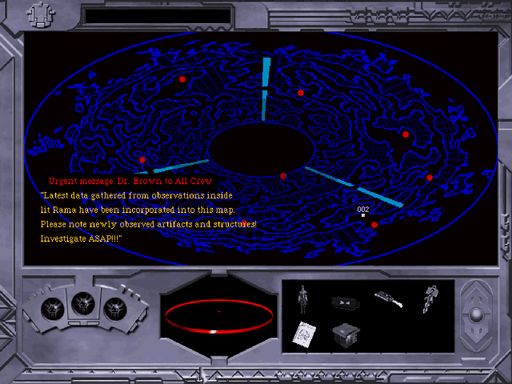 Urgent message: Dr. Brown to All Crew
"Latest data gathered from observations inside
lit Rama have been incorporated into this map.
Please note newly observed artifacts and structures!
Investigate ASAP!!!"
002